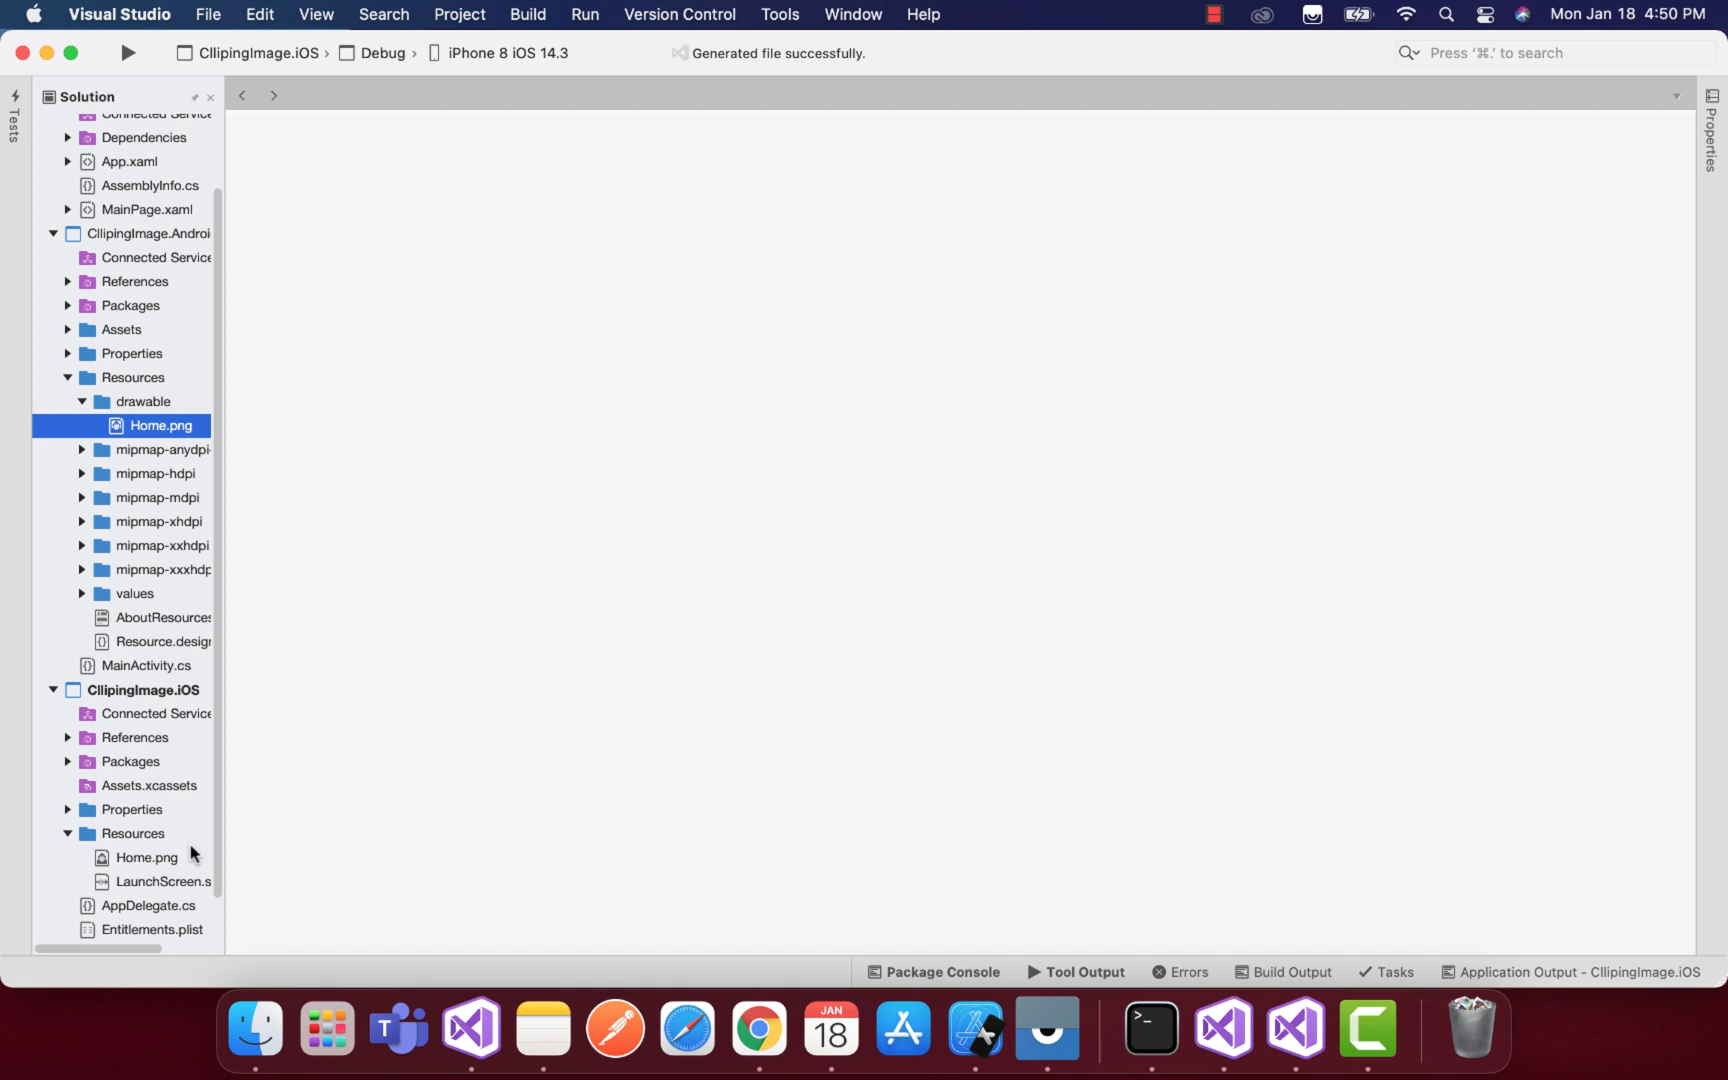 Visual Studio File Edit View Search Project Build Run Version Control Tools Window Help Mon Jan 18 4:50 PM
CllipingImage.iOS › Debug › iPhone 8 iOS 14.3 Generated file successfully. Press '⌘.' to search
Tests
Solution
Connected Service
Dependencies
App.xaml
AssemblyInfo.cs
MainPage.xaml
CllipingImage.Androi
Connected Service
References
Packages
Assets
Properties
Resources
drawable
Home.png
mipmap-anydpi-
mipmap-hdpi
mipmap-mdpi
mipmap-xhdpi
mipmap-xxhdpi
mipmap-xxxhdp
values
AboutResources
Resource.design
MainActivity.cs
CllipingImage.iOS
Connected Service
References
Packages
Assets.xcassets
Properties
Resources
Home.png
LaunchScreen.s
AppDelegate.cs
Entitlements.plist
Properties
Package Console Tool Output Errors Build Output Tasks Application Output - CllipingImage.iOS
JAN
18